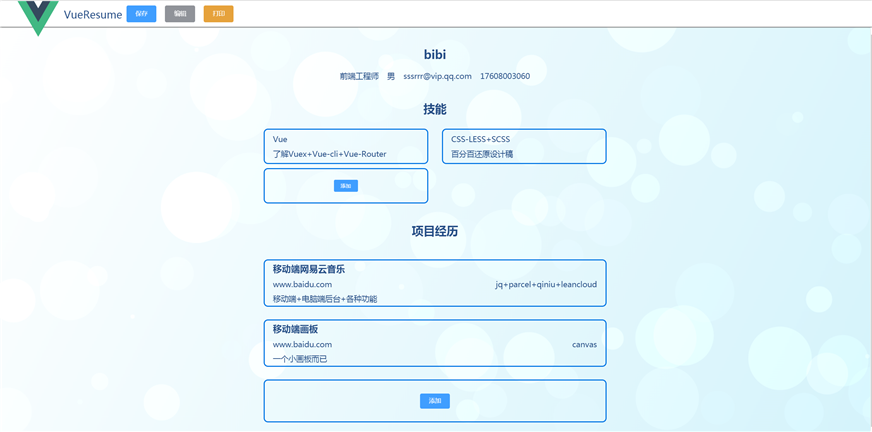 VueResume 保存 编辑 打印
bibi
前端工程师 男 sssrrr@vip.qq.com 17608003060
技能
Vue
了解Vuex+Vue-cli+Vue-Router
CSS-LESS+SCSS
百分百还原设计稿
添加
项目经历
移动端网易云音乐
www.baidu.com jq+parcel+qiniu+leancloud
移动端+电脑端后台+各种功能
移动端画板
www.baidu.com canvas
一个小画板而已
添加